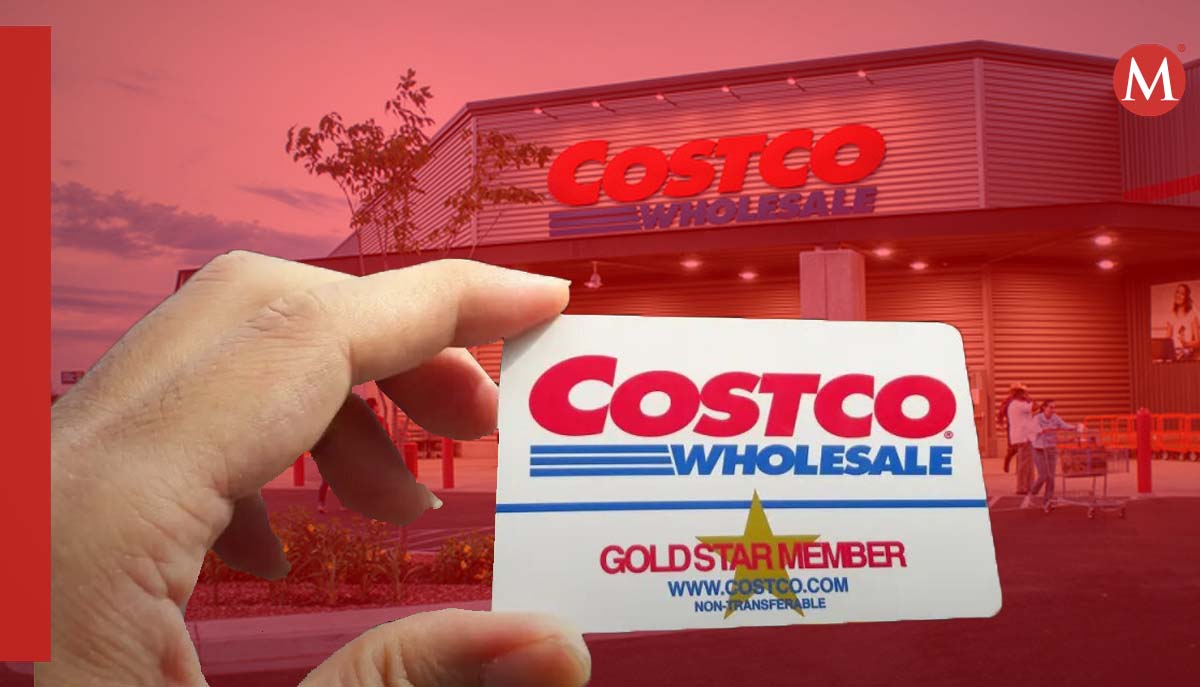 M®
COSTCO
WHOLESALE
COSTCO®
WHOLESALE
GOLD STAR MEMBER
WWW.COSTCO.COM
NON-TRANSFERABLE